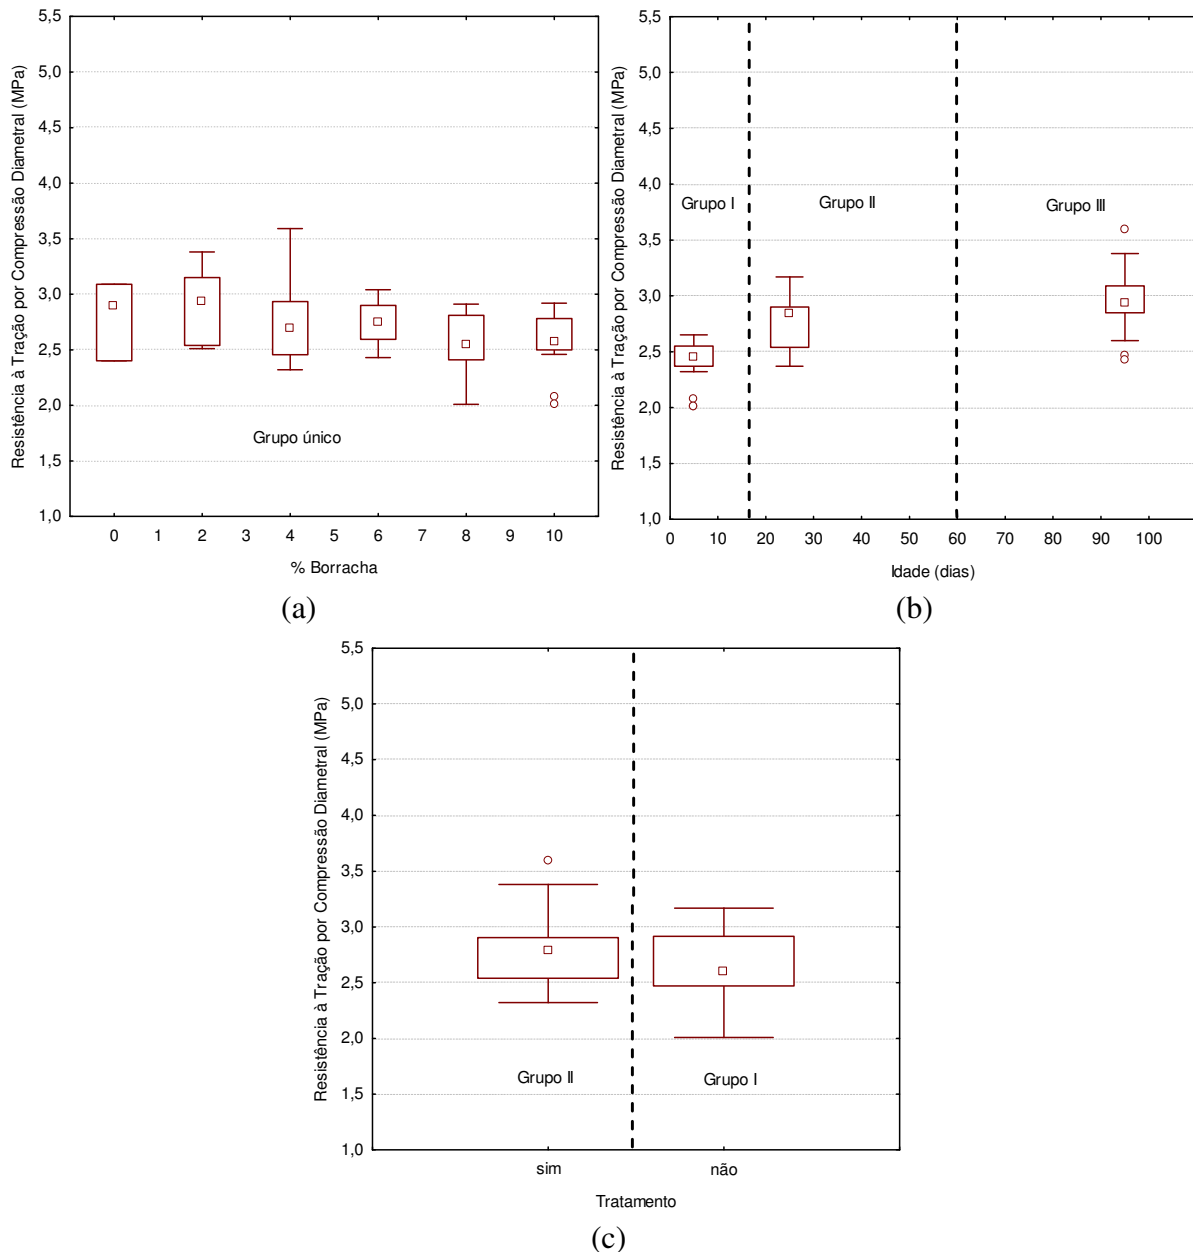 Resistência à Tração por Compressão Diametral (MPa)
5,5
5,0
4,5
4,0
3,5
3,0
2,5
2,0
1,5
1,0
Grupo único
0 1 2 3 4 5 6 7 8 9 10
% Borracha
(a)
Resistência à Tração por Compressão Diametral (MPa)
5,5
5,0
4,5
4,0
3,5
3,0
2,5
2,0
1,5
1,0
Grupo I Grupo II Grupo III
0 10 20 30 40 50 60 70 80 90 100
Idade (dias)
(b)
Resistência à Tração por Compressão Diametral (MPa)
5,5
5,0
4,5
4,0
3,5
3,0
2,5
2,0
1,5
1,0
Grupo II Grupo I
sim não
Tratamento
(c)